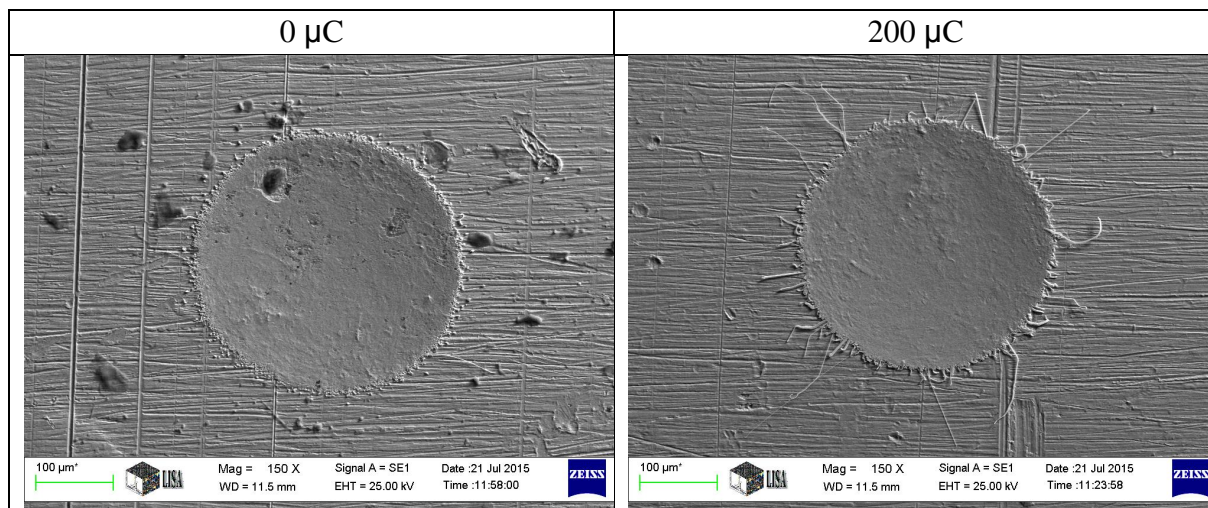 0 µC
200 µC
100 µm*
LISA
Mag = 150 X
WD = 11.5 mm
Signal A = SE1
EHT = 25.00 kV
Date :21 Jul 2015
Time :11:58:00
ZEISS
100 µm*
LISA
Mag = 150 X
WD = 11.5 mm
Signal A = SE1
EHT = 25.00 kV
Date :21 Jul 2015
Time :11:23:58
ZEISS